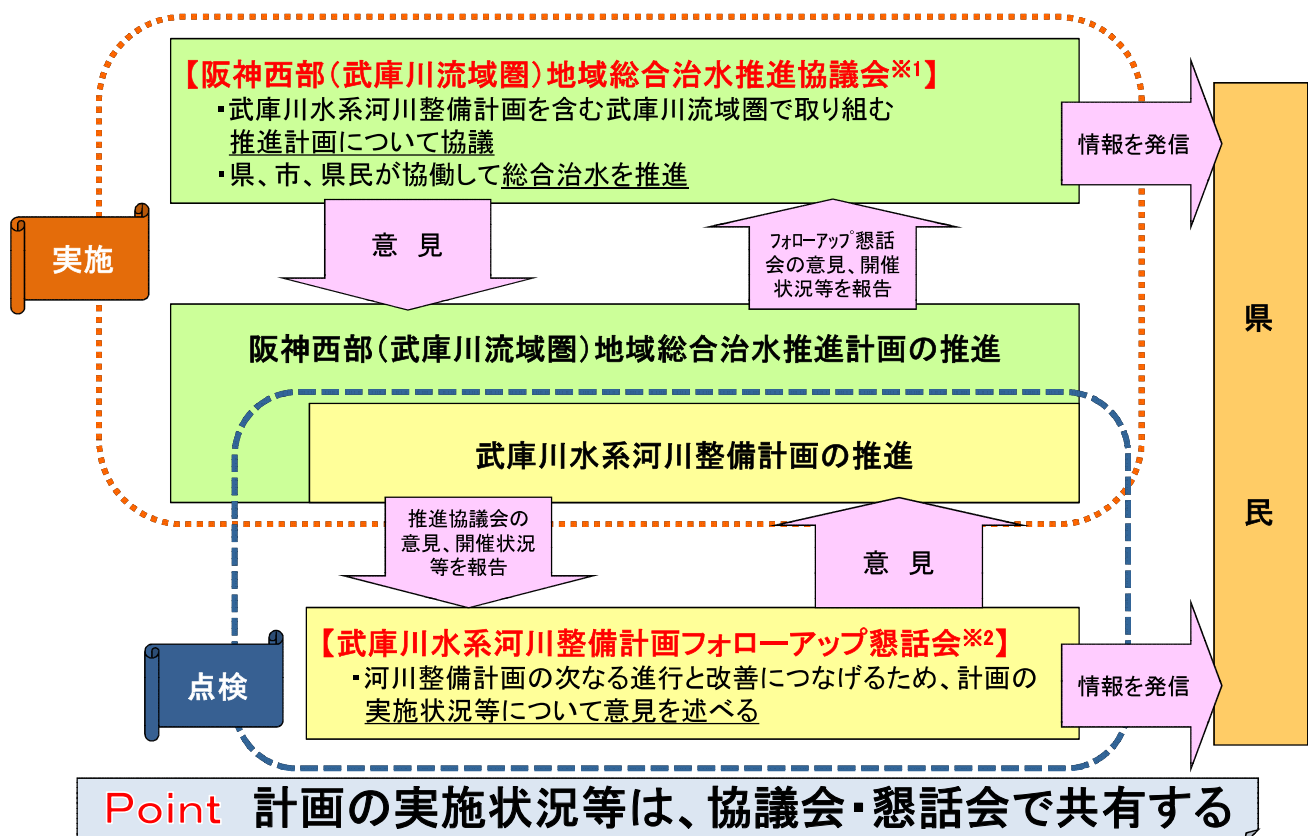 【阪神西部(武庫川流域圏)地域総合治水推進協議会※1】
・武庫川水系河川整備計画を含む武庫川流域圏で取り組む
推進計画について協議
・県、市、県民が協働して総合治水を推進
情報を発信
実施
意 見
フォローアップ懇話
会の意見、開催
状況等を報告
阪神西部(武庫川流域圏)地域総合治水推進計画の推進
県
民
武庫川水系河川整備計画の推進
推進協議会の
意見、開催状況
等を報告
意 見
点検
【武庫川水系河川整備計画フォローアップ懇話会※2】
・河川整備計画の次なる進行と改善につなげるため、計画の
実施状況等について意見を述べる
情報を発信
Point 計画の実施状況等は、協議会・懇話会で共有する